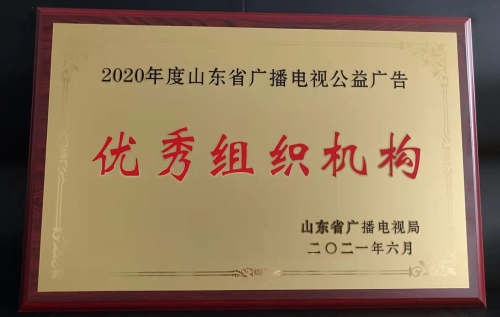 2020年度山东省广播电视公益广告
优秀组织机构
山东省广播电视局
二〇二一年六月